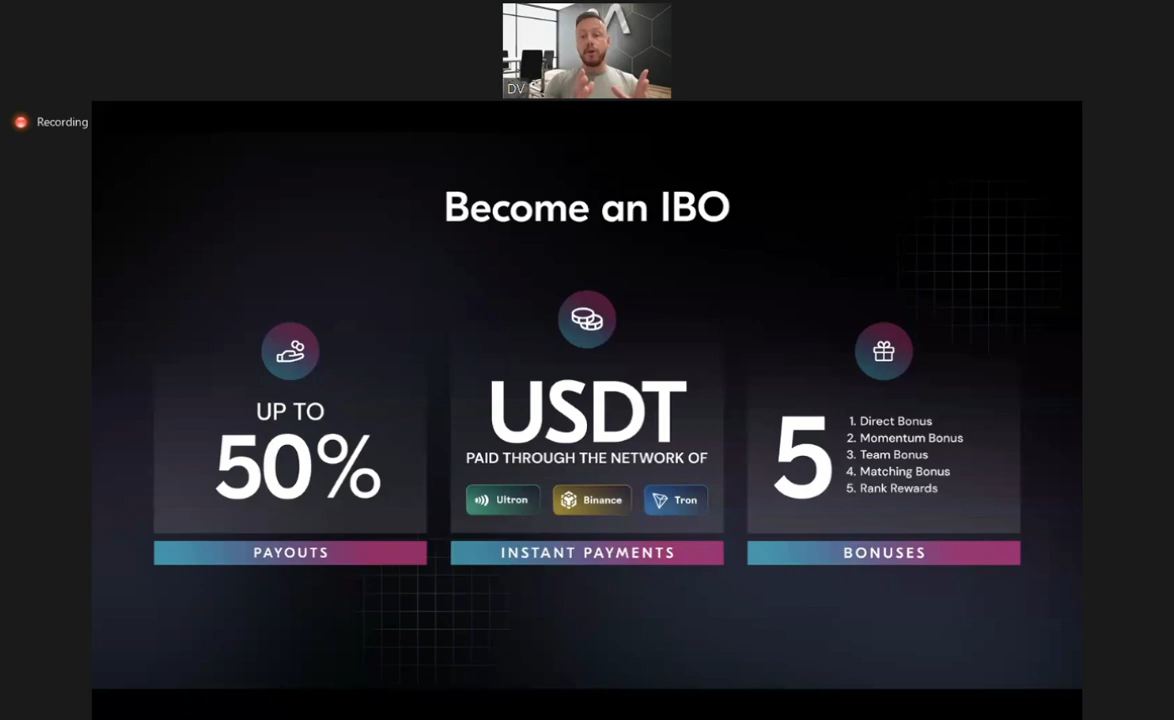 DV
Recording
Become an IBO
UP TO
50%
PAYOUTS
USDT
PAID THROUGH THE NETWORK OF
Ultron
Binance
Tron
INSTANT PAYMENTS
5
1. Direct Bonus
2. Momentum Bonus
3. Team Bonus
4. Matching Bonus
5. Rank Rewards
BONUSES